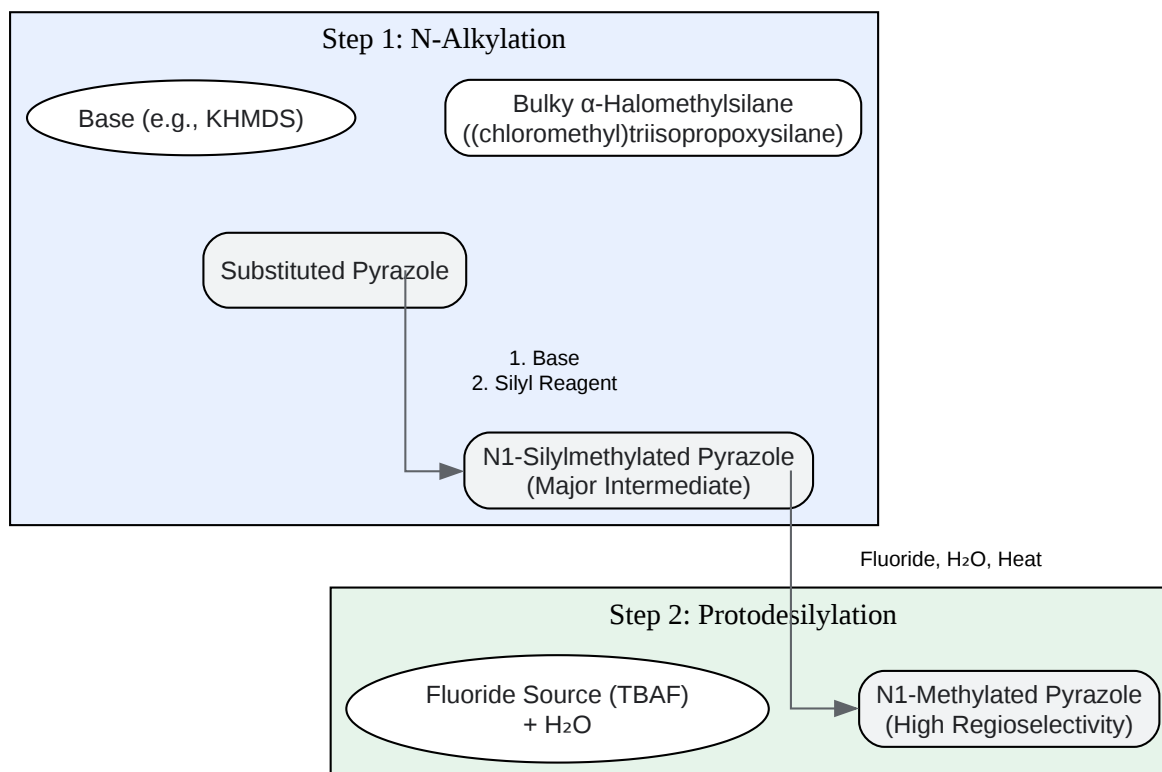 Step 1: N-Alkylation
Base (e.g., KHMDS)
Bulky α-Halomethylsilane
((chloromethyl)triisopropoxysilane)
Substituted Pyrazole
1. Base
2. Silyl Reagent
N1-Silylmethylated Pyrazole
(Major Intermediate)
Fluoride, H₂O, Heat
Step 2: Protodesilylation
Fluoride Source (TBAF)
+ H₂O
N1-Methylated Pyrazole
(High Regioselectivity)